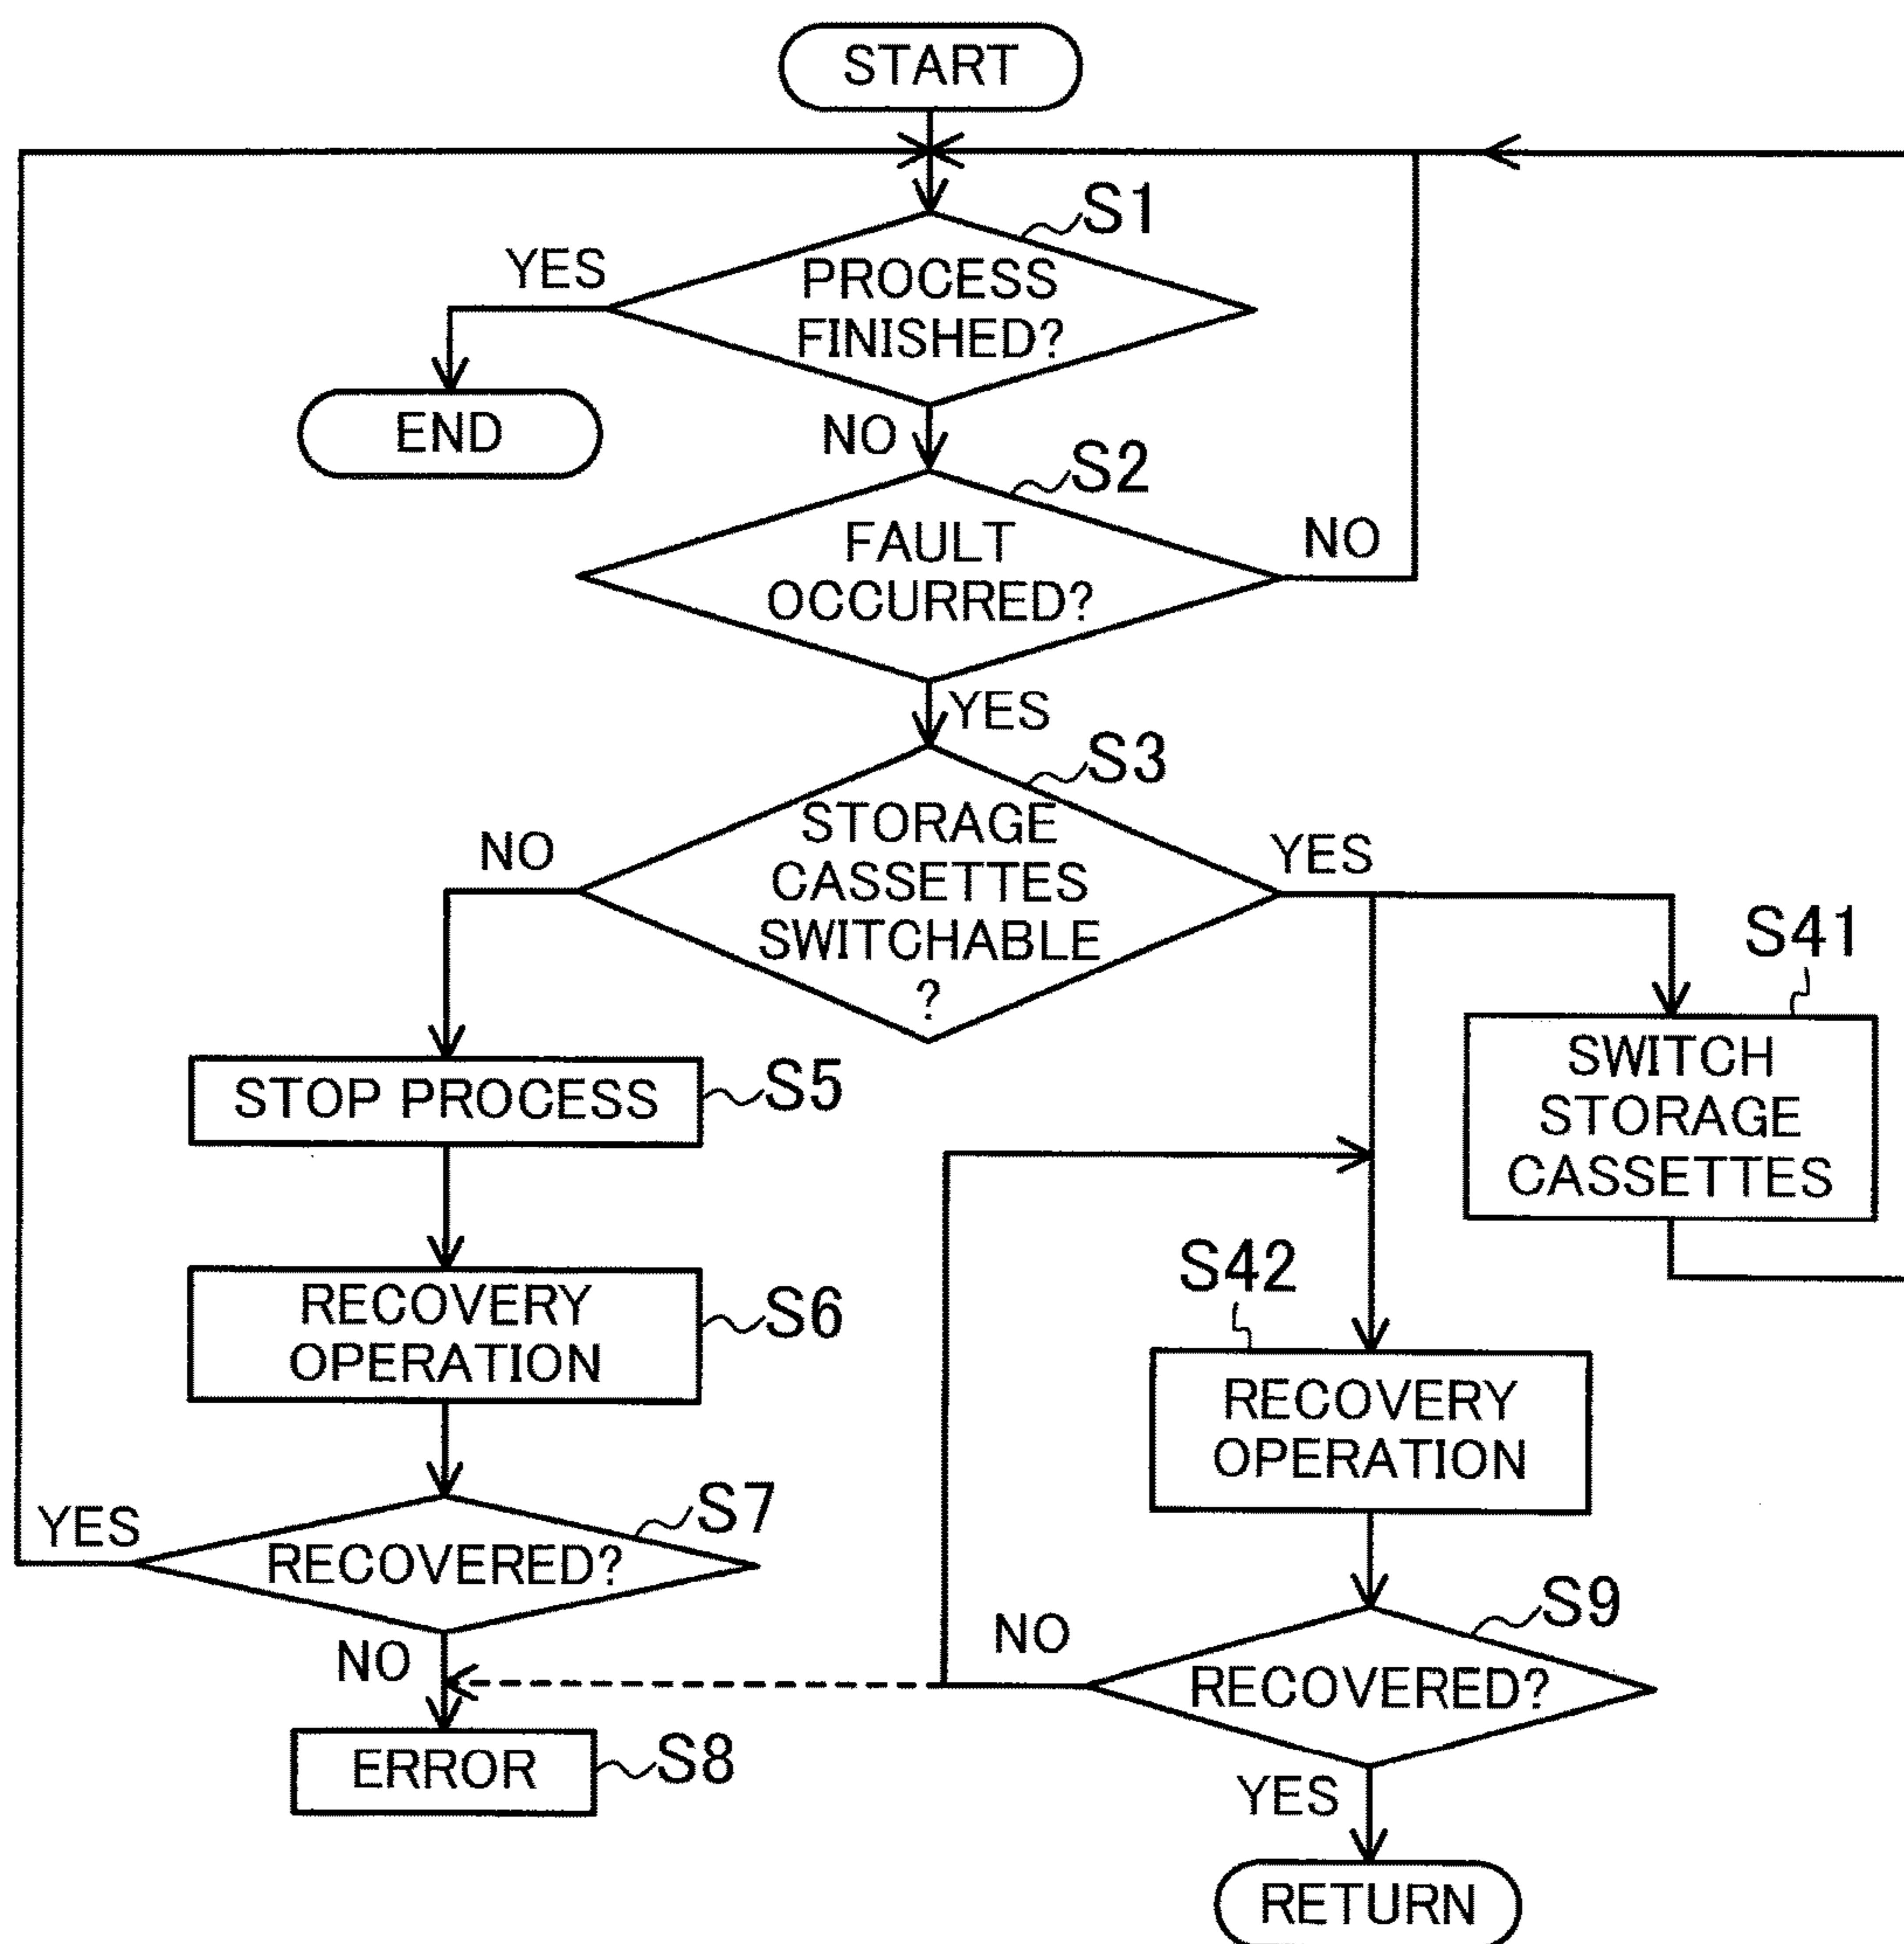 START
S1
YES
PROCESS
FINISHED?
END
NO
S2
FAULT
OCCURRED?
NO
YES
S3
STORAGE
CASSETTES
SWITCHABLE
?
NO
YES
S41
SWITCH
STORAGE
CASSETTES
STOP PROCESS
S5
RECOVERY
OPERATION
S6
S42
RECOVERY
OPERATION
S7
YES
RECOVERED?
NO
S9
NO
RECOVERED?
ERROR
S8
YES
RETURN